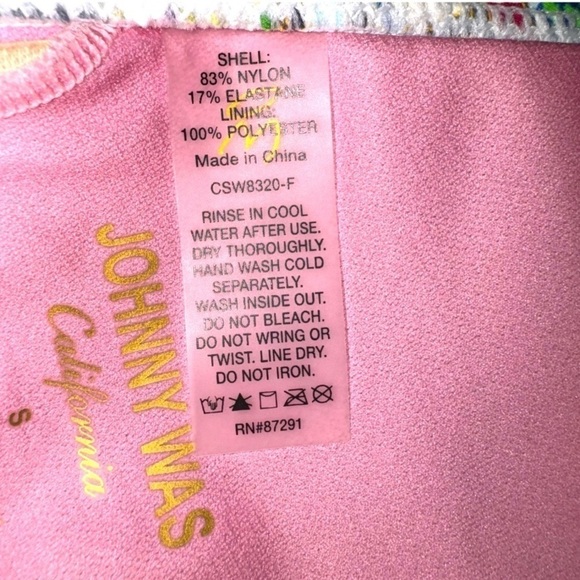 SHELL:
83% NYLON
17% ELASTANE
LINING:
100% POLYESTER
Made in China
CSW8320-F
RINSE IN COOL
WATER AFTER USE.
DRY THOROUGHLY.
HAND WASH COLD
SEPARATELY.
WASH INSIDE OUT.
DO NOT BLEACH.
DO NOT WRING OR
TWIST. LINE DRY.
DO NOT IRON.
RN#87291
JOHNNY WAS
California
S